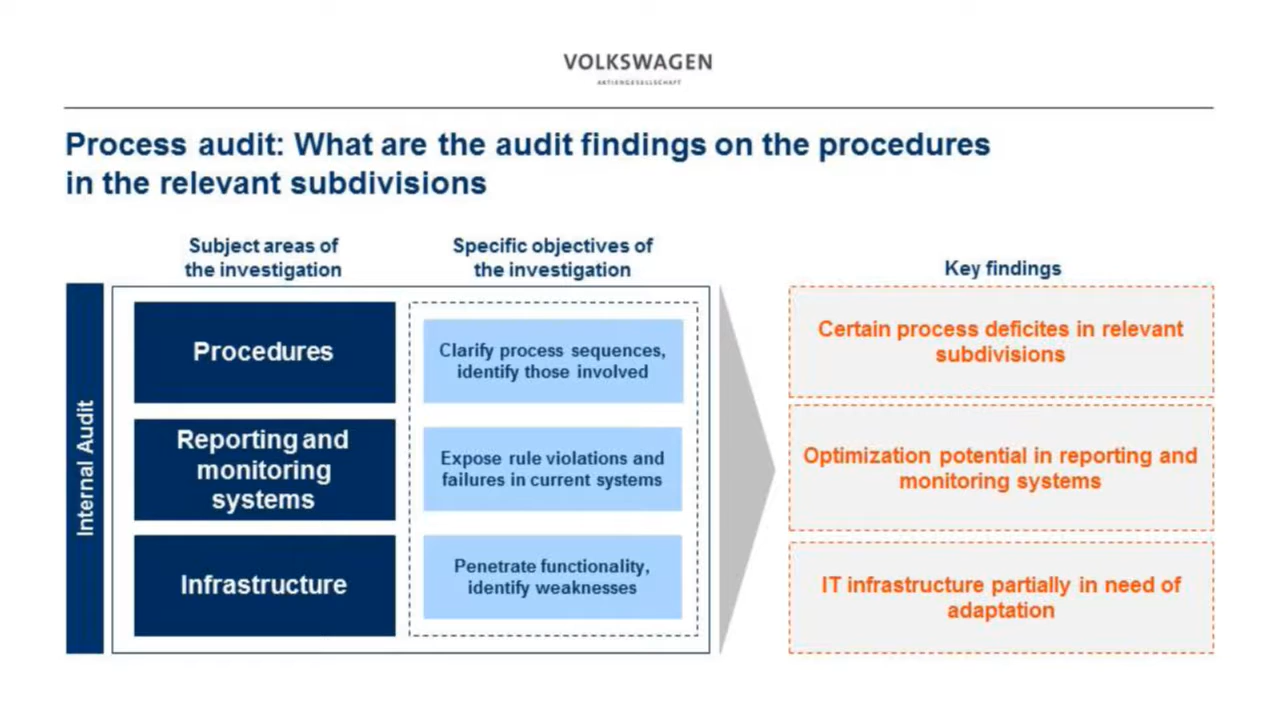 VOLKSWAGEN
AKTIENGESELLSCHAFT
Process audit: What are the audit findings on the procedures
in the relevant subdivisions
Subject areas of
the investigation
Specific objectives of
the investigation
Key findings
Internal Audit
Procedures
Clarify process sequences,
identify those involved
Certain process deficites in relevant
subdivisions
Reporting and
monitoring
systems
Expose rule violations and
failures in current systems
Optimization potential in reporting and
monitoring systems
Infrastructure
Penetrate functionality,
identify weaknesses
IT infrastructure partially in need of
adaptation